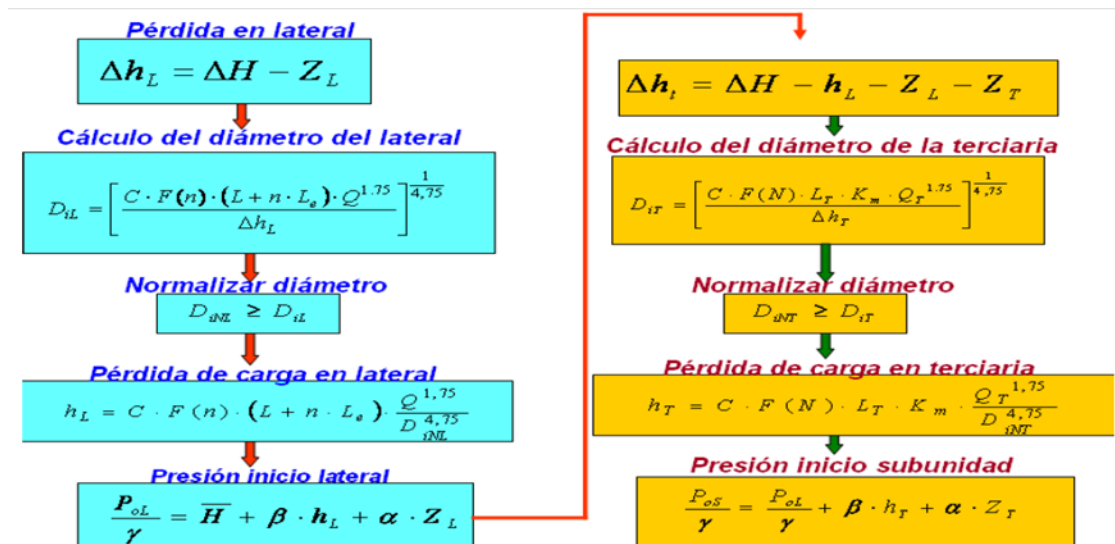 Pérdida en lateral
Δh_L = ΔH − Z_L
Cálculo del diámetro del lateral
D_iL = [C · F(n) · (L + n · L_e) · Q^1.75 / Δh_L]^(1/4,75)
Normalizar diámetro
D_iNL ≥ D_iL
Pérdida de carga en lateral
h_L = C · F(n) · (L + n · L_e) · Q^1,75 / D_iNL^4,75
Presión inicio lateral
P_oL / γ = H̅ + β · h_L + α · Z_L
Δh_t = ΔH − h_L − Z_L − Z_T
Cálculo del diámetro de la terciaria
D_iT = [C · F(N) · L_T · K_m · Q_T^1.75 / Δh_T]^(1/4,75)
Normalizar diámetro
D_iNT ≥ D_iT
Pérdida de carga en terciaria
h_T = C · F(N) · L_T · K_m · Q_T^1,75 / D_iNT^4,75
Presión inicio subunidad
P_oS / γ = P_oL / γ + β · h_T + α · Z_T